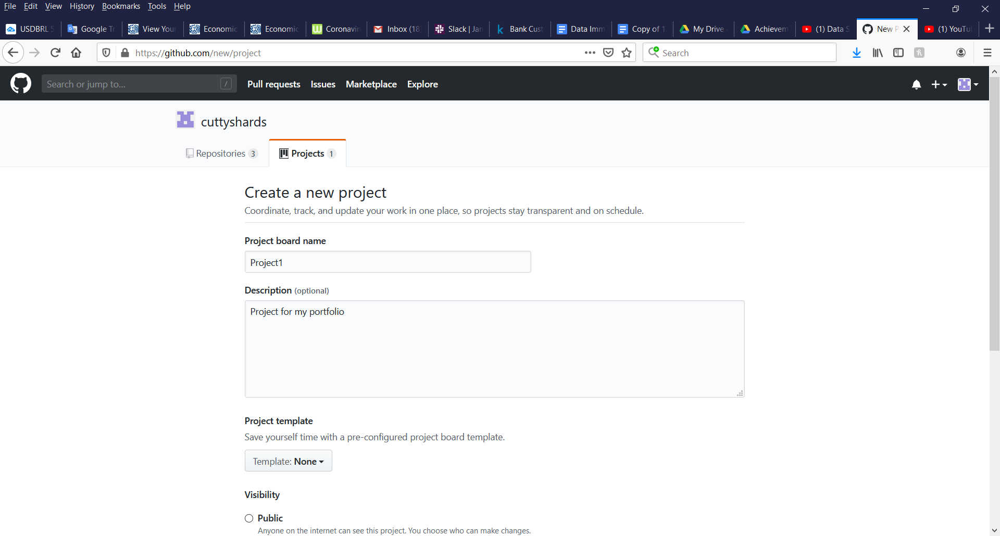 File Edit View History Bookmarks Tools Help
USDBRL 5 Google Tr View Your Economic Economic Coronavir Inbox (18 Slack | Jan Bank Cust Data Imm Copy of 1 My Drive Achievem (1) Data S New P (1) YouTu
https://github.com/new/project Search
Search or jump to... / Pull requests Issues Marketplace Explore
cuttyshards
Repositories 3 Projects 1
Create a new project
Coordinate, track, and update your work in one place, so projects stay transparent and on schedule.
Project board name
Project1
Description (optional)
Project for my portfolio
Project template
Save yourself time with a pre-configured project board template.
Template: None
Visibility
Public
Anyone on the internet can see this project. You choose who can make changes.